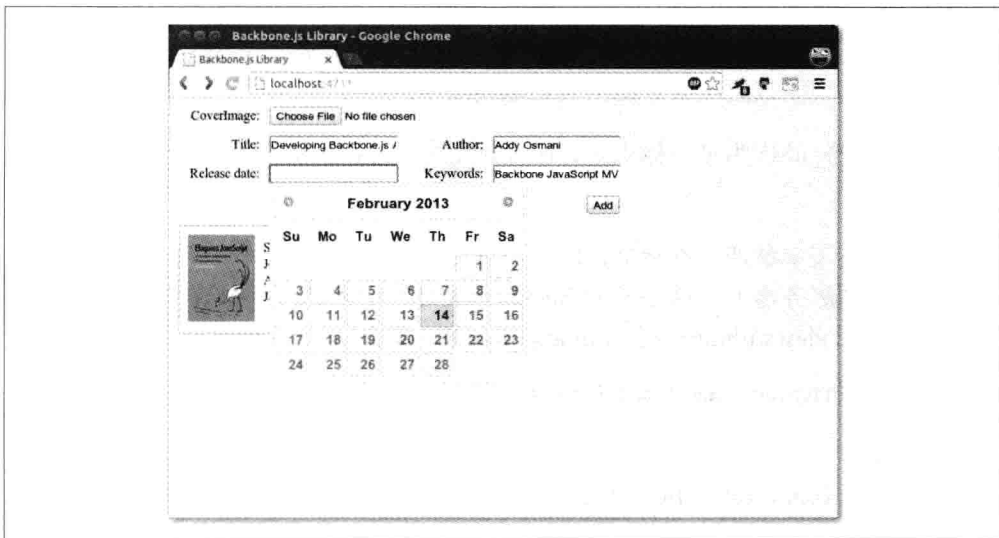 Backbone.js Library - Google Chrome
Backbone.js Library x
localhost:4711
CoverImage: Choose File No file chosen
Title: Developing Backbone.js A Author: Addy Osmani
Release date: Keywords: Backbone JavaScript MV
Add
February 2013
Su Mo Tu We Th Fr Sa
1 2
3 4 5 6 7 8 9
10 11 12 13 14 15 16
17 18 19 20 21 22 23
24 25 26 27 28
Eloquent JavaScript
S
J
A
J